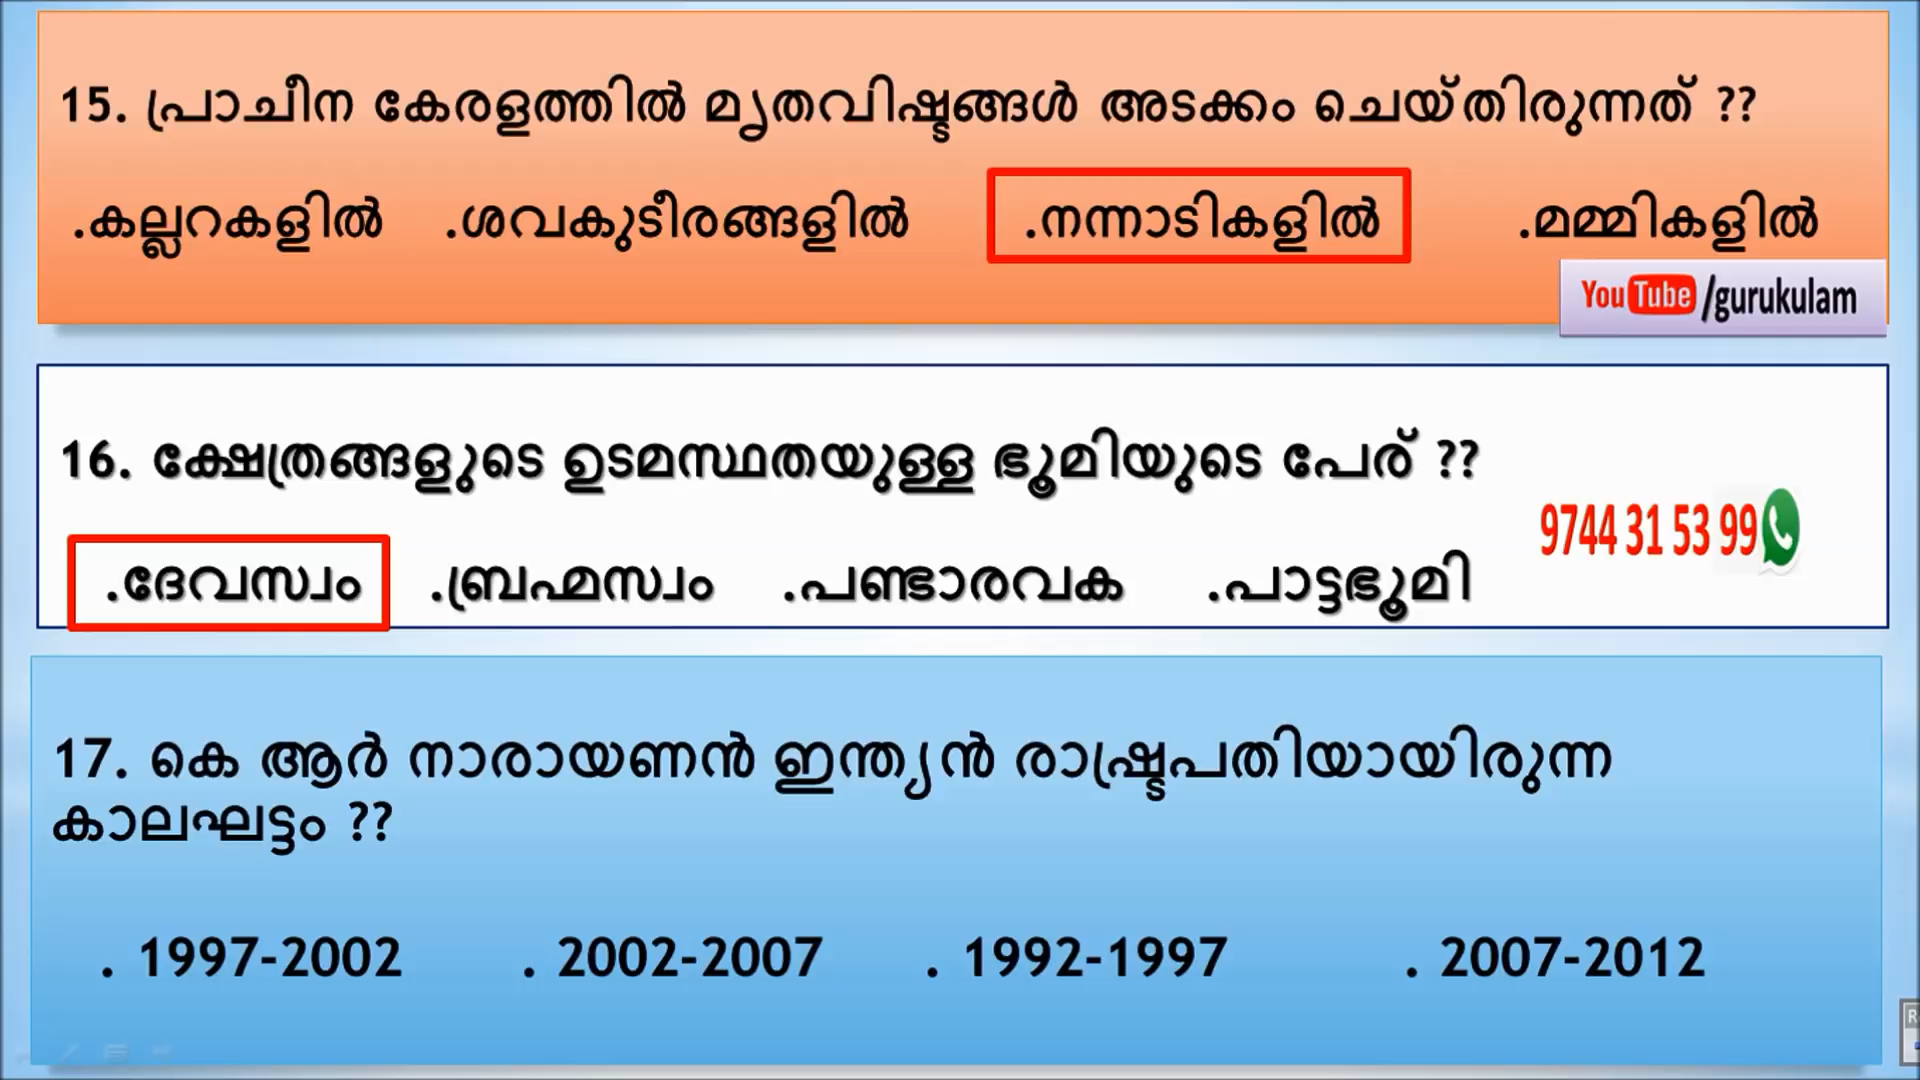 15. പ്രാചീന കേരളത്തിൽ മൃതവിഷ്ടങ്ങൾ അടക്കം ചെയ്തിരുന്നത് ??
.കല്ലറകളിൽ .ശവകുടീരങ്ങളിൽ .നന്നാടികളിൽ .മമ്മികളിൽ
YouTube/gurukulam
16. ക്ഷേത്രങ്ങളുടെ ഉടമസ്ഥതയുള്ള ഭൂമിയുടെ പേര് ??
9744 31 53 99
.ദേവസ്വം .ബ്രഹ്മസ്വം .പണ്ടാരവക .പാട്ടഭൂമി
17. കെ ആർ നാരായണൻ ഇന്ത്യൻ രാഷ്ട്രപതിയായിരുന്ന
കാലഘട്ടം ??
. 1997-2002 . 2002-2007 . 1992-1997 . 2007-2012